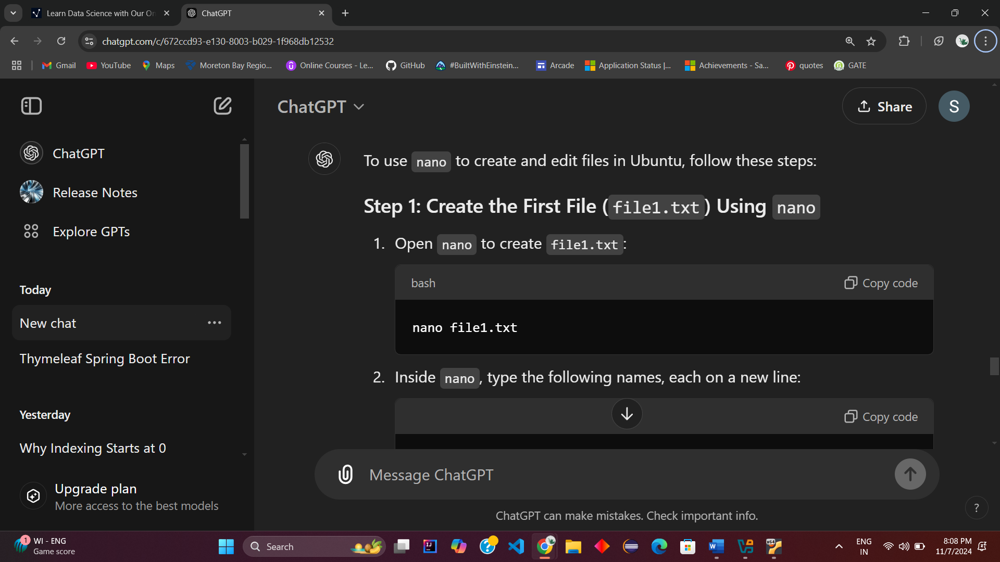 Learn Data Science with Our On
ChatGPT
chatgpt.com/c/672ccd93-e130-8003-b029-1f968db12532
Gmail
YouTube
Maps
Moreton Bay Regio...
Online Courses - Le...
GitHub
#BuiltWithEinstein...
Arcade
Application Status |...
Achievements - Sa...
quotes
GATE
ChatGPT
Release Notes
Explore GPTs
Today
New chat
Thymeleaf Spring Boot Error
Yesterday
Why Indexing Starts at 0
Upgrade plan
More access to the best models
ChatGPT
Share
S
To use nano to create and edit files in Ubuntu, follow these steps:
Step 1: Create the First File (file1.txt) Using nano
1. Open nano to create file1.txt:
bash
Copy code
nano file1.txt
2. Inside nano, type the following names, each on a new line:
Copy code
Message ChatGPT
ChatGPT can make mistakes. Check important info.
?
1
WI - ENG
Game score
Search
ENG
IN
8:08 PM
11/7/2024